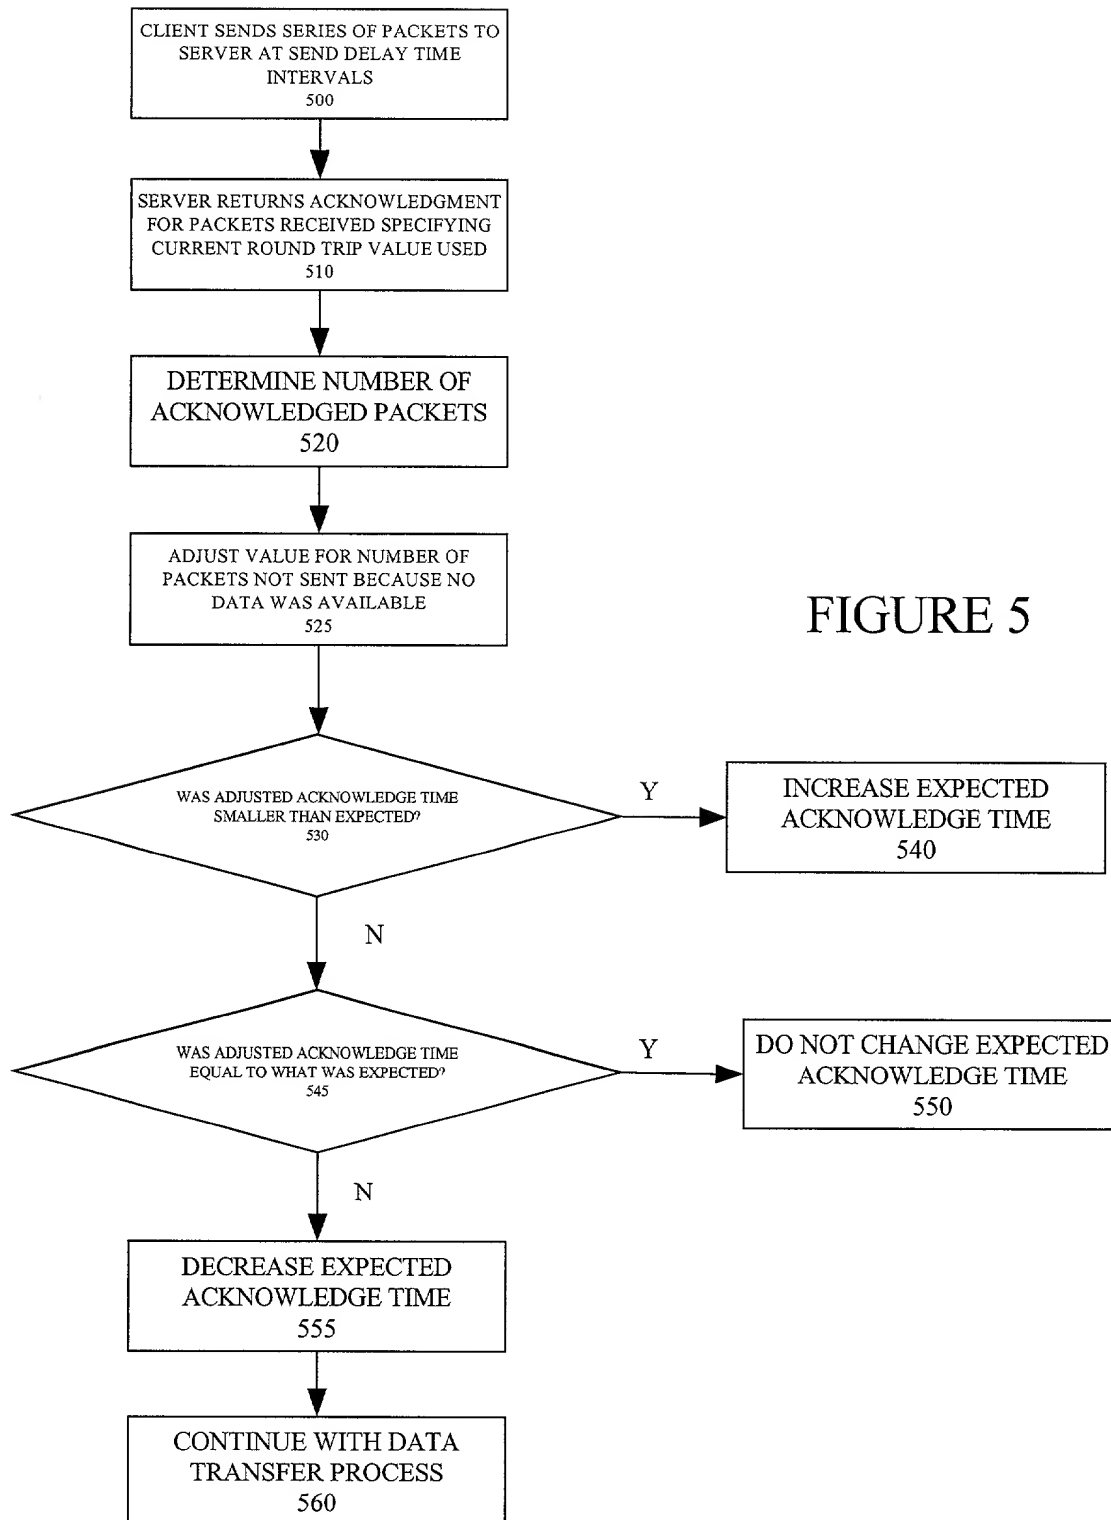 CLIENT SENDS SERIES OF PACKETS TO
SERVER AT SEND DELAY TIME
INTERVALS
500
SERVER RETURNS ACKNOWLEDGMENT
FOR PACKETS RECEIVED SPECIFYING
CURRENT ROUND TRIP VALUE USED
510
DETERMINE NUMBER OF
ACKNOWLEDGED PACKETS
520
ADJUST VALUE FOR NUMBER OF
PACKETS NOT SENT BECAUSE NO
DATA WAS AVAILABLE
525
FIGURE 5
WAS ADJUSTED ACKNOWLEDGE TIME
SMALLER THAN EXPECTED?
530
Y
INCREASE EXPECTED
ACKNOWLEDGE TIME
540
N
WAS ADJUSTED ACKNOWLEDGE TIME
EQUAL TO WHAT WAS EXPECTED?
545
Y
DO NOT CHANGE EXPECTED
ACKNOWLEDGE TIME
550
N
DECREASE EXPECTED
ACKNOWLEDGE TIME
555
CONTINUE WITH DATA
TRANSFER PROCESS
560